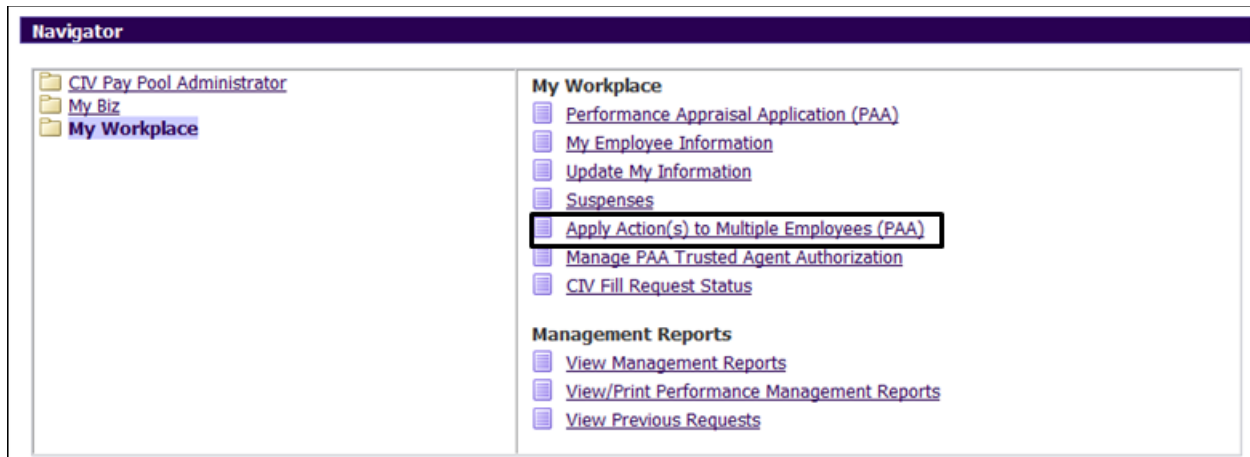 Navigator
CIV Pay Pool Administrator
My Biz
My Workplace
My Workplace
Performance Appraisal Application (PAA)
My Employee Information
Update My Information
Suspenses
Apply Action(s) to Multiple Employees (PAA)
Manage PAA Trusted Agent Authorization
CIV Fill Request Status
Management Reports
View Management Reports
View/Print Performance Management Reports
View Previous Requests